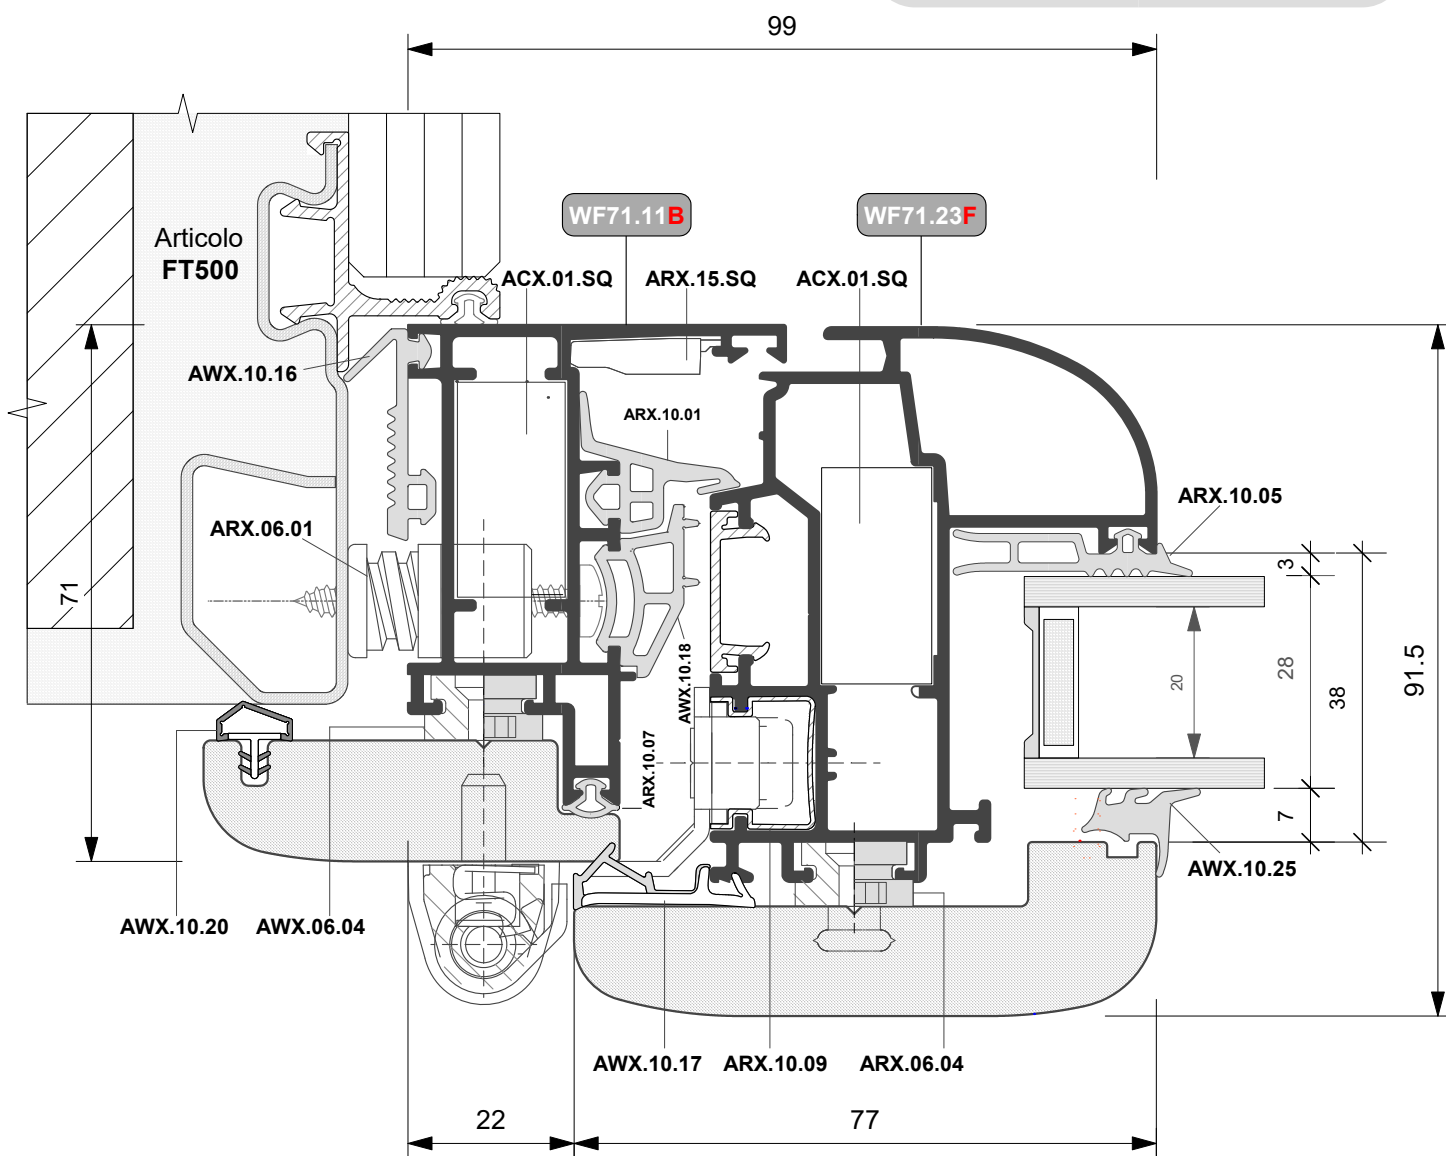 99
WF71.11B
WF71.23F
Articolo
FT500
ACX.01.SQ
ARX.15.SQ
ACX.01.SQ
AWX.10.16
ARX.10.01
ARX.10.05
ARX.06.01
3
71
AWX.10.18
20
28
38
91.5
ARX.10.07
7
AWX.10.25
AWX.10.20
AWX.06.04
AWX.10.17
ARX.10.09
ARX.06.04
22
77